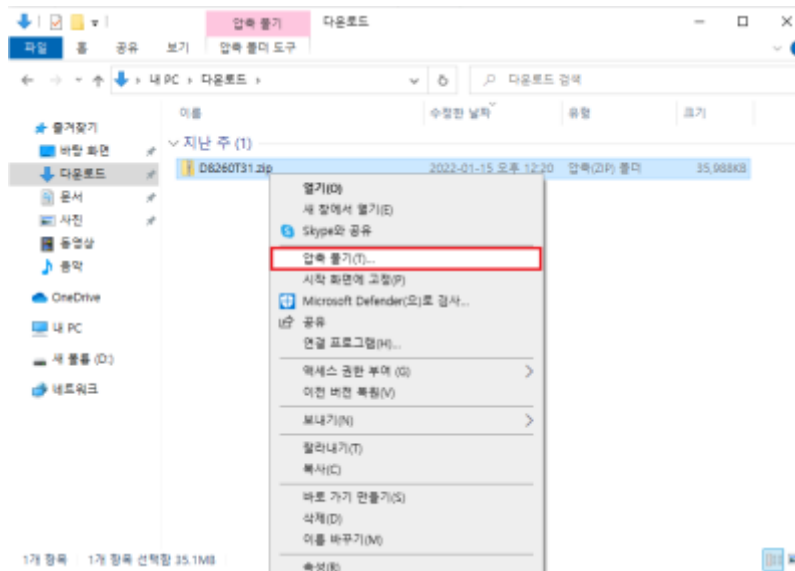 압축 풀기 다운로드
파일 홈 공유 보기 압축 폴더 도구
내 PC › 다운로드 ›
다운로드 검색
이름 수정한 날짜 유형 크기
즐겨찾기
바탕 화면
다운로드
문서
사진
동영상
음악
OneDrive
내 PC
새 볼륨 (D:)
네트워크
지난 주 (1)
D8260T31.zip 2022-01-15 오후 12:20 압축(ZIP) 폴더 35,988KB
열기(O)
새 창에서 열기(E)
Skype와 공유
압축 풀기(T)...
시작 화면에 고정(P)
Microsoft Defender(으)로 검사...
공유
연결 프로그램(H)...
액세스 권한 부여 (G)
이전 버전 복원(V)
보내기(N)
잘라내기(T)
복사(C)
바로 가기 만들기(S)
삭제(D)
이름 바꾸기(M)
속성(R)
1개 항목 1개 항목 선택함 35.1MB